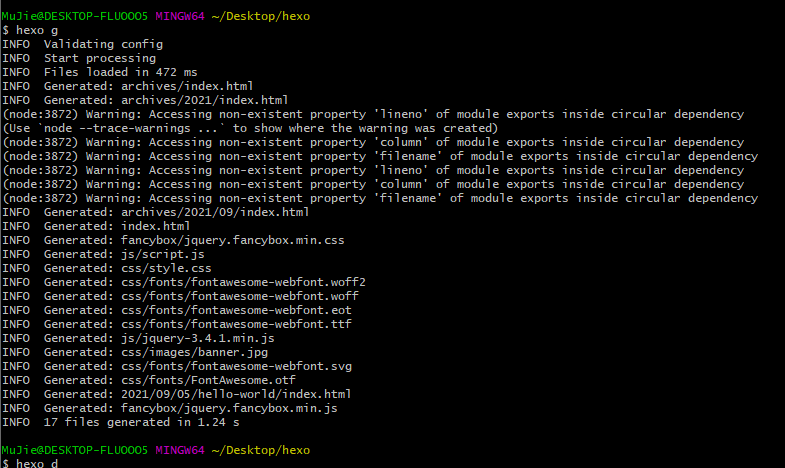 MuJie@DESKTOP-FLUOOO5 MINGW64 ~/Desktop/hexo
$ hexo g
INFO  Validating config
INFO  Start processing
INFO  Files loaded in 472 ms
INFO  Generated: archives/index.html
INFO  Generated: archives/2021/index.html
(node:3872) Warning: Accessing non-existent property 'lineno' of module exports inside circular dependency
(Use `node --trace-warnings ...` to show where the warning was created)
(node:3872) Warning: Accessing non-existent property 'column' of module exports inside circular dependency
(node:3872) Warning: Accessing non-existent property 'filename' of module exports inside circular dependency
(node:3872) Warning: Accessing non-existent property 'lineno' of module exports inside circular dependency
(node:3872) Warning: Accessing non-existent property 'column' of module exports inside circular dependency
(node:3872) Warning: Accessing non-existent property 'filename' of module exports inside circular dependency
INFO  Generated: archives/2021/09/index.html
INFO  Generated: index.html
INFO  Generated: fancybox/jquery.fancybox.min.css
INFO  Generated: js/script.js
INFO  Generated: css/style.css
INFO  Generated: css/fonts/fontawesome-webfont.woff2
INFO  Generated: css/fonts/fontawesome-webfont.woff
INFO  Generated: css/fonts/fontawesome-webfont.eot
INFO  Generated: css/fonts/fontawesome-webfont.ttf
INFO  Generated: js/jquery-3.4.1.min.js
INFO  Generated: css/images/banner.jpg
INFO  Generated: css/fonts/fontawesome-webfont.svg
INFO  Generated: css/fonts/FontAwesome.otf
INFO  Generated: 2021/09/05/hello-world/index.html
INFO  Generated: fancybox/jquery.fancybox.min.js
INFO  17 files generated in 1.24 s
MuJie@DESKTOP-FLUOOO5 MINGW64 ~/Desktop/hexo
$ hexo d